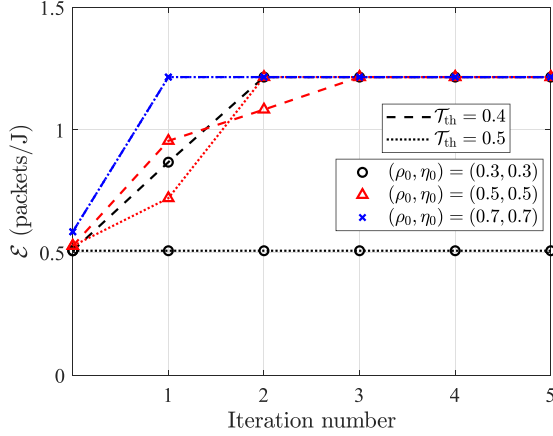 1.5
1
0.5
0
ℰ (packets/J)
𝒯th = 0.4
𝒯th = 0.5
(ρ0, η0) = (0.3, 0.3)
(ρ0, η0) = (0.5, 0.5)
(ρ0, η0) = (0.7, 0.7)
1 2 3 4 5
Iteration number